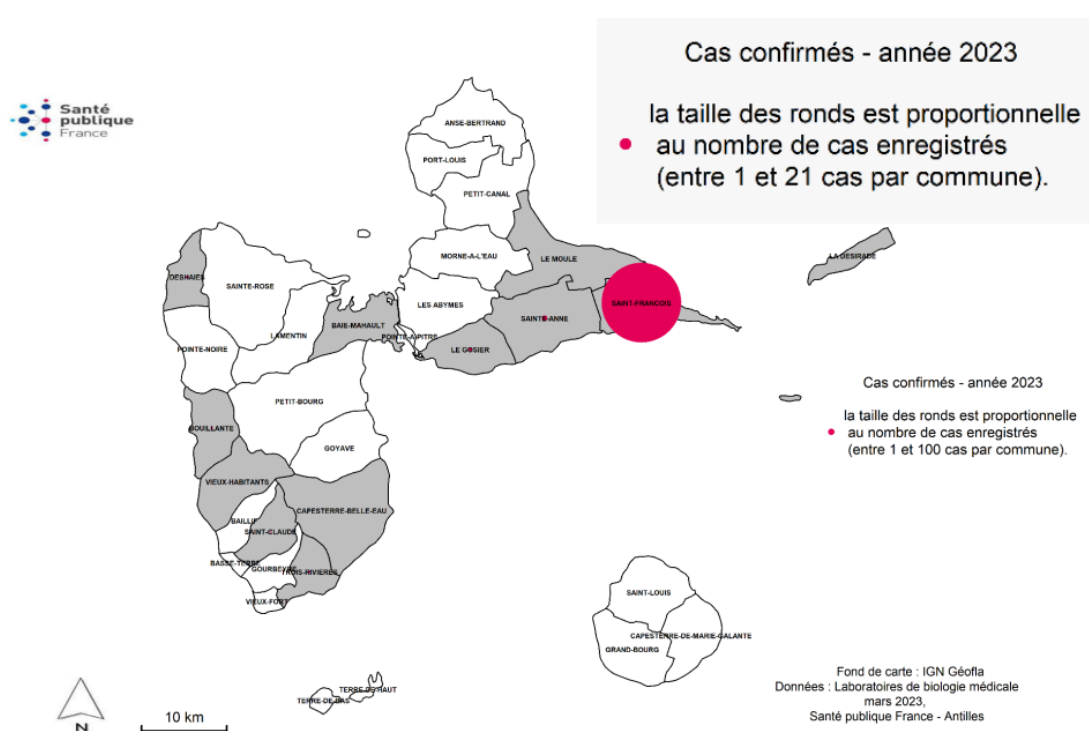 Cas confirmés - année 2023
la taille des ronds est proportionnelle
au nombre de cas enregistrés
(entre 1 et 21 cas par commune).
Santé
publique
France
ANSE-BERTRAND
PORT-LOUIS
PETIT-CANAL
MORNE-A-L'EAU
LE MOULE
LA DESIRADE
DESHAIES
SAINTE-ROSE
LES ABYMES
SAINT-FRANCOIS
SAINTE-ANNE
BAIE-MAHAULT
LAMENTIN
POINTE-A-PITRE
POINTE-NOIRE
LE GOSIER
Cas confirmés - année 2023
la taille des ronds est proportionnelle
au nombre de cas enregistrés
(entre 1 et 100 cas par commune).
PETIT-BOURG
BOUILLANTE
GOYAVE
VIEUX-HABITANTS
CAPESTERRE-BELLE-EAU
BAILLIF
SAINT-CLAUDE
BASSE-TERRE
GOURBEYRE
TROIS-RIVIERES
VIEUX-FORT
SAINT-LOUIS
CAPESTERRE-DE-MARIE-GALANTE
GRAND-BOURG
TERRE-DE-HAUT
TERRE-DE-BAS
Fond de carte : IGN Géofla
Données : Laboratoires de biologie médicale
mars 2023,
Santé publique France - Antilles
10 km
N